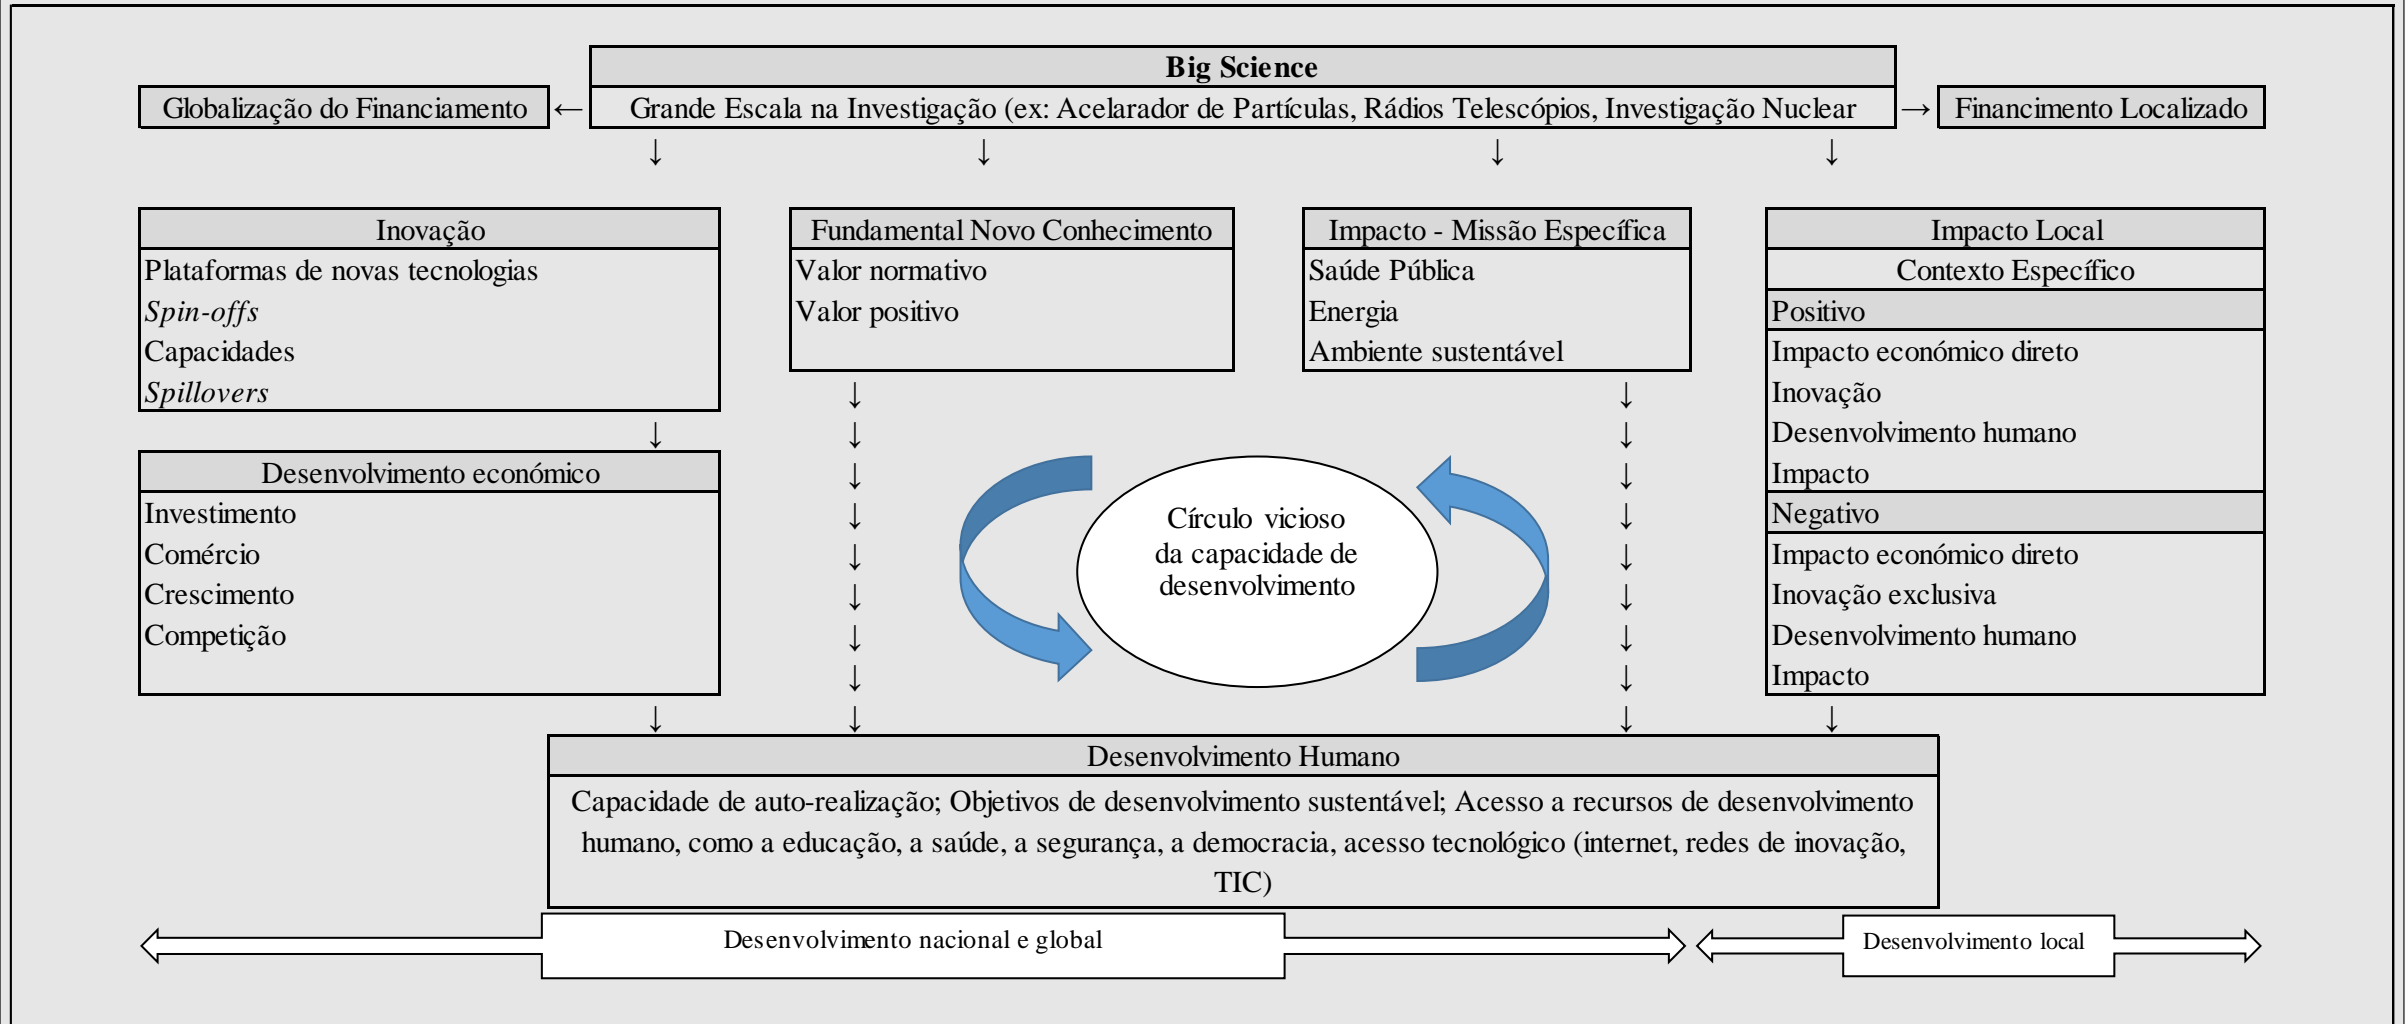 Big Science
Globalização do Financiamento
←
Grande Escala na Investigação (ex: Acelarador de Partículas, Rádios Telescópios, Investigação Nuclear
→
Financimento Localizado
↓ ↓ ↓ ↓
Inovação
Plataformas de novas tecnologias
Spin-offs
Capacidades
Spillovers
↓
Desenvolvimento económico
Investimento
Comércio
Crescimento
Competição
↓
Fundamental Novo Conhecimento
Valor normativo
Valor positivo
↓
↓
↓
↓
↓
↓
↓
↓
↓
Círculo vicioso
da capacidade de
desenvolvimento
Impacto - Missão Específica
Saúde Pública
Energia
Ambiente sustentável
↓
↓
↓
↓
↓
↓
↓
↓
↓
Impacto Local
Contexto Específico
Positivo
Impacto económico direto
Inovação
Desenvolvimento humano
Impacto
Negativo
Impacto económico direto
Inovação exclusiva
Desenvolvimento humano
Impacto
↓
Desenvolvimento Humano
Capacidade de auto-realização; Objetivos de desenvolvimento sustentável; Acesso a recursos de desenvolvimento
humano, como a educação, a saúde, a segurança, a democracia, acesso tecnológico (internet, redes de inovação,
TIC)
Desenvolvimento nacional e global
Desenvolvimento local